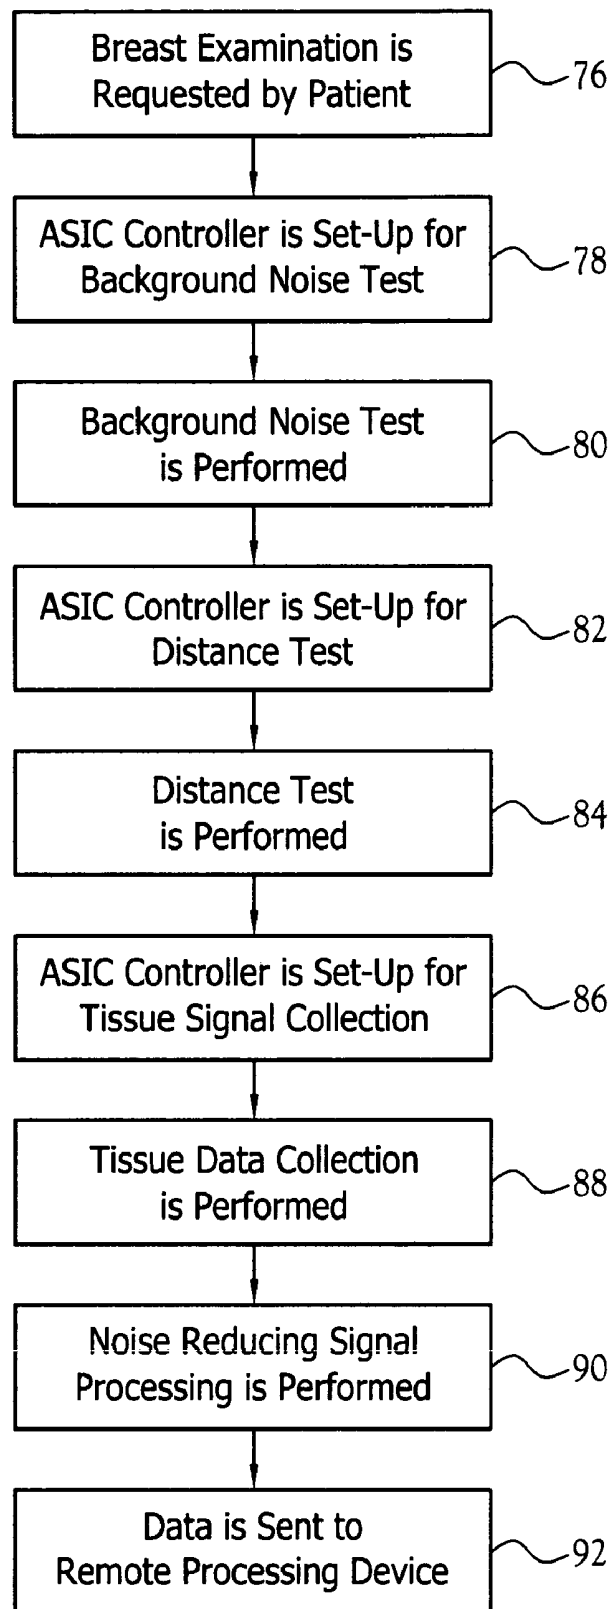 Breast Examination is
Requested by Patient
76
ASIC Controller is Set-Up for
Background Noise Test
78
Background Noise Test
is Performed
80
ASIC Controller is Set-Up for
Distance Test
82
Distance Test
is Performed
84
ASIC Controller is Set-Up for
Tissue Signal Collection
86
Tissue Data Collection
is Performed
88
Noise Reducing Signal
Processing is Performed
90
Data is Sent to
Remote Processing Device
92